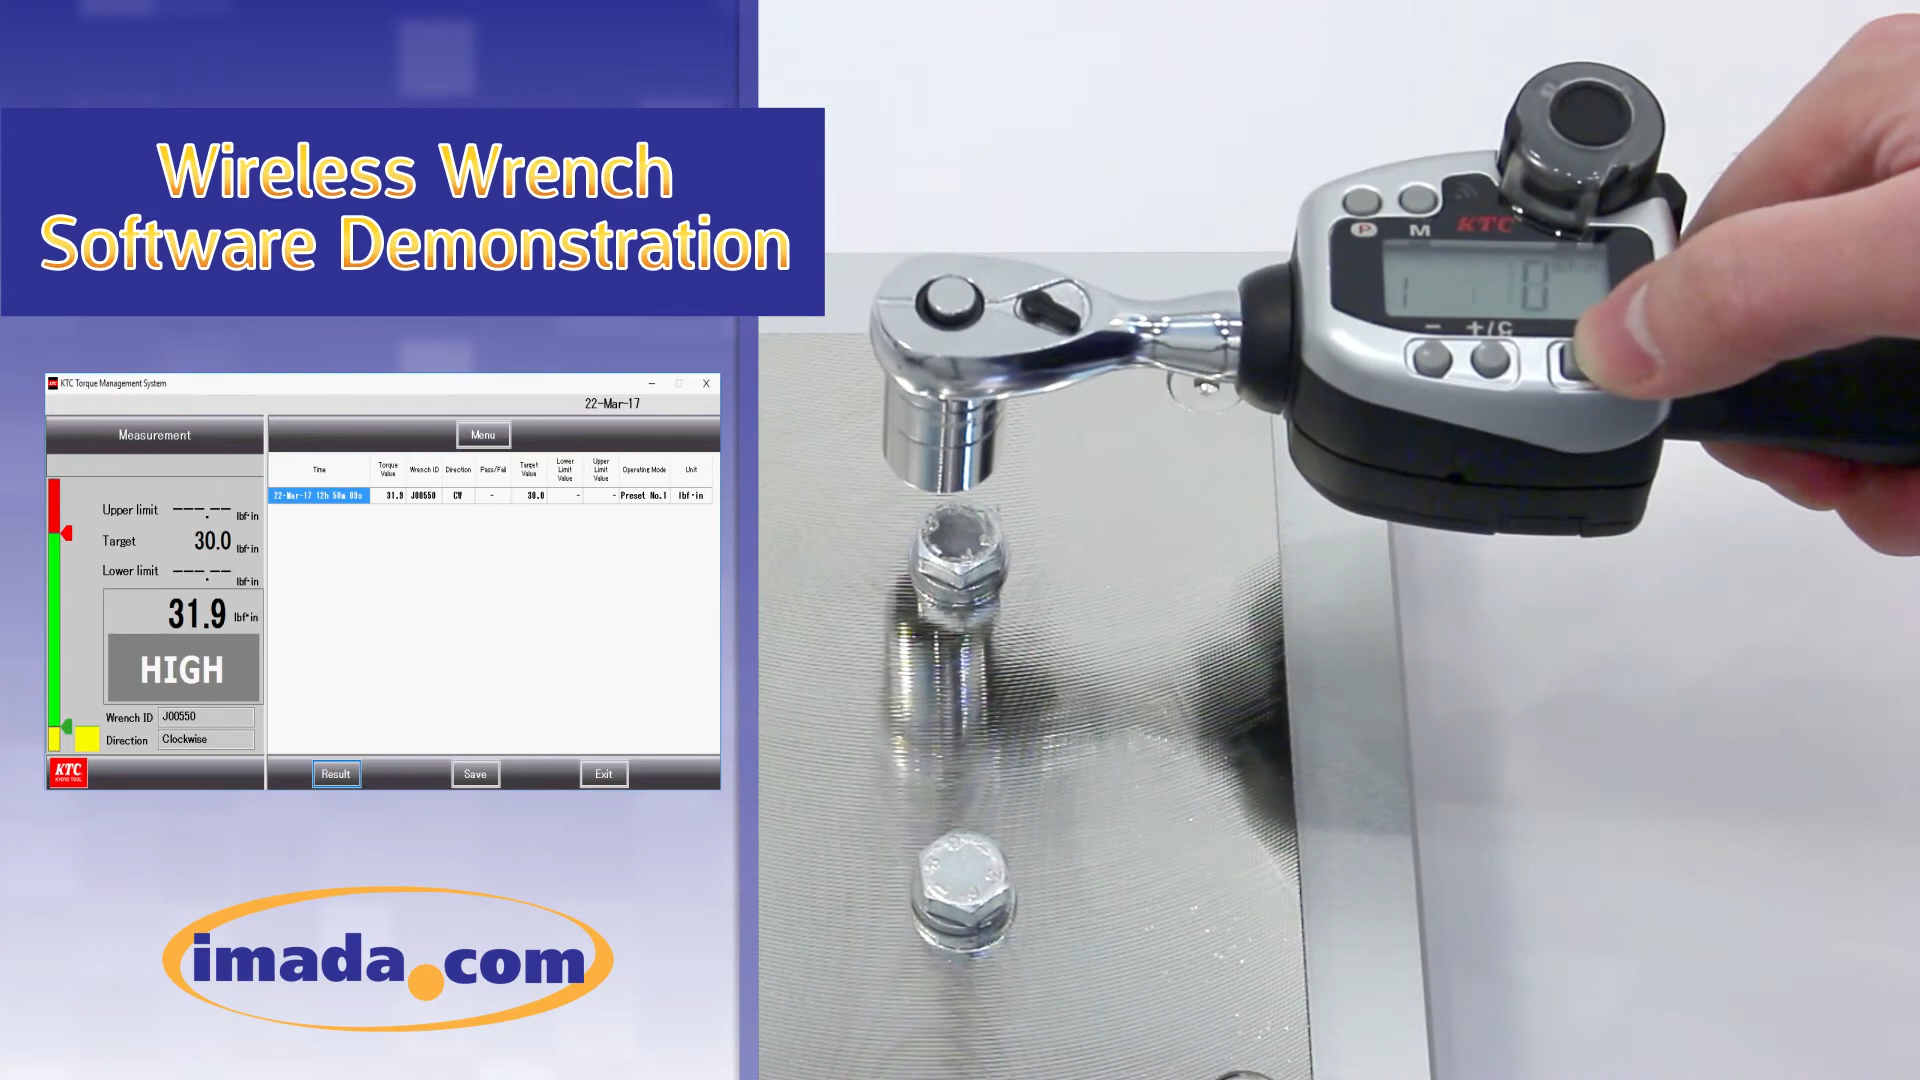 Wireless Wrench
Software Demonstration
KTC Torque Management System
22-Mar-17
Measurement
Menu
Time Torque Value Wrench ID Direction Pass/Fail Target Value Lower Limit Value Upper Limit Value Operating Mode Unit
22-Mar-17 12h 50m 08s 31.9 J00550 CW - 30.0 - - Preset No.1 lbf·in
Upper limit ---.-- lbf·in
Target 30.0 lbf·in
Lower limit ---.-- lbf·in
31.9 lbf·in
HIGH
Wrench ID J00550
Direction Clockwise
KTC
Result Save Exit
imada.com
P M KTC
1 0
- +/C